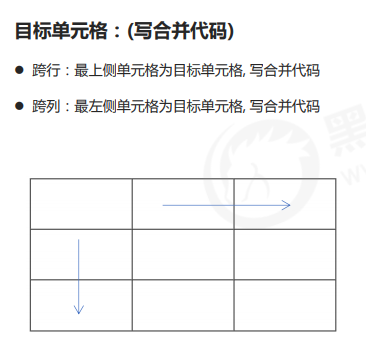 目标单元格：(写合并代码)
● 跨行：最上侧单元格为目标单元格, 写合并代码
● 跨列：最左侧单元格为目标单元格, 写合并代码
黑